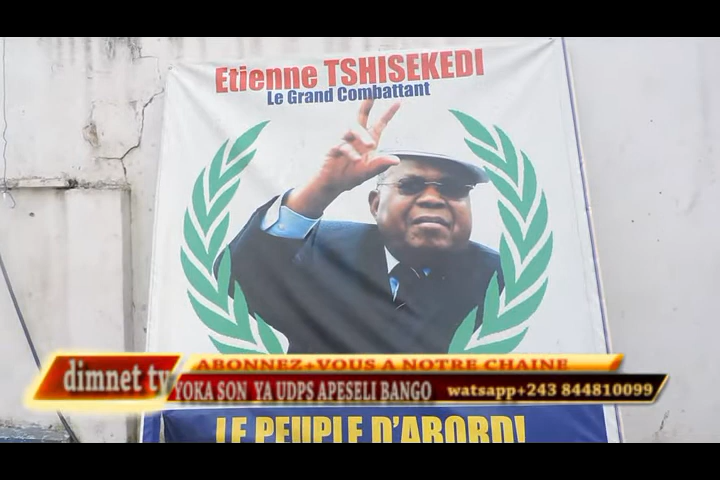 Etienne TSHISEKEDI
Le Grand Combattant
ABONNEZ+VOUS A NOTRE CHAINE
dimnet tv
YOKA SON YA UDPS APESELI BANGO
watsapp+243 844810099
LE PEUPLE D'ABORD!